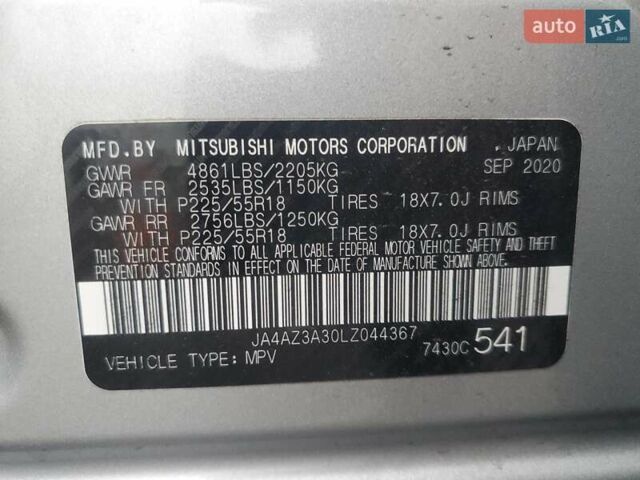 auto RIA.com
MFD.BY MITSUBISHI MOTORS CORPORATION . JAPAN
GVWR 4861LBS/2205KG SEP 2020
GAWR FR 2535LBS/1150KG
WITH P225/55R18 TIRES 18X7.0J RIMS
GAWR RR 2756LBS/1250KG
WITH P225/55R18 TIRES 18X7.0J RIMS
THIS VEHICLE CONFORMS TO ALL APPLICABLE FEDERAL MOTOR VEHICLE SAFETY AND THEFT
PREVENTION STANDARDS IN EFFECT ON THE DATE OF MANUFACTURE SHOWN ABOVE.
JA4AZ3A30LZ044367
VEHICLE TYPE: MPV 7430C 541